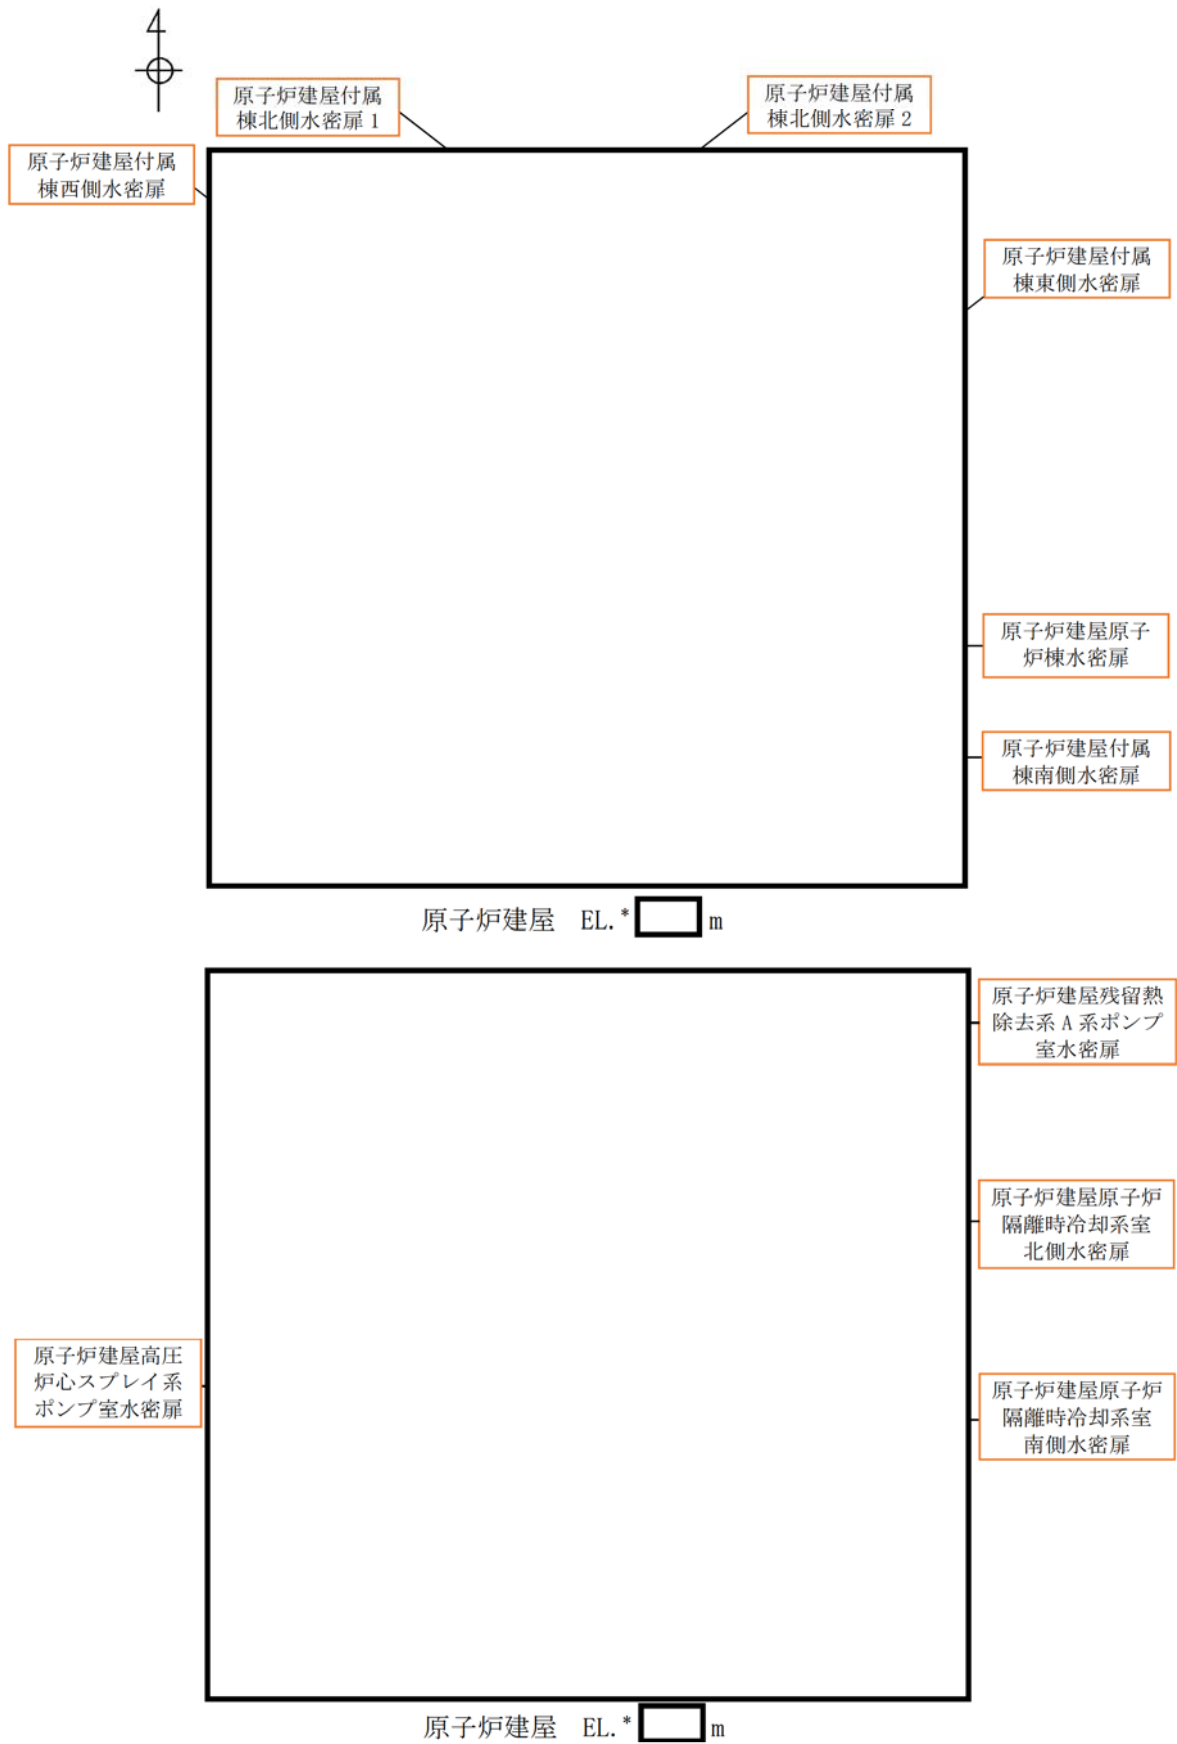 原子炉建屋付属
棟北側水密扉 1
原子炉建屋付属
棟北側水密扉 2
原子炉建屋付属
棟西側水密扉
原子炉建屋付属
棟東側水密扉
原子炉建屋原子
炉棟水密扉
原子炉建屋付属
棟南側水密扉
原子炉建屋 EL.* m
原子炉建屋残留熱
除去系 A 系ポンプ
室水密扉
原子炉建屋原子炉
隔離時冷却系室
北側水密扉
原子炉建屋高圧
炉心スプレイ系
ポンプ室水密扉
原子炉建屋原子炉
隔離時冷却系室
南側水密扉
原子炉建屋 EL.* m